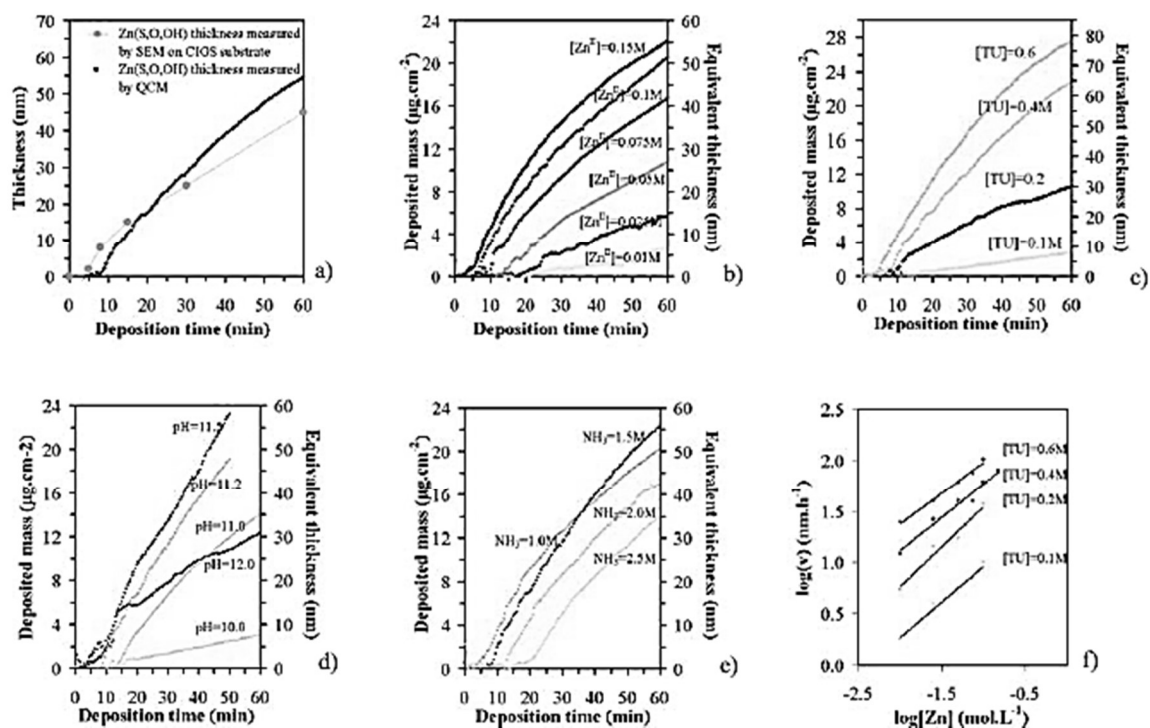 Zn(S,O,OH) thickness measured
by SEM on CIGS substrate
Zn(S,O,OH) thickness measured
by QCM
Thickness (nm)
70
60
50
40
30
20
10
0
0 10 20 30 40 50 60
Deposition time (min)
a)
Deposited mass (µg.cm-2)
24
20
16
12
8
4
0
[ZnII]=0.15M
[ZnII]=0.1M
[ZnII]=0.075M
[ZnII]=0.05M
[ZnII]=0.025M
[ZnII]=0.01M
60
50
40
30
20
10
0
Equivalent thickness (nm)
0 10 20 30 40 50 60
Deposition time (min)
b)
Deposited mass (µg.cm-2)
28
24
20
16
12
8
4
0
[TU]=0.6
[TU]=0.4M
[TU]=0.2
[TU]=0.1M
80
70
60
50
40
30
20
10
0
Equivalent thickness (nm)
0 10 20 30 40 50 60
Deposition time (min)
c)
Deposited mass (µg.cm-2)
24
20
16
12
8
4
0
pH=11.5
pH=11.2
pH=11.0
pH=12.0
pH=10.0
60
50
40
30
20
10
0
Equivalent thickness (nm)
0 10 20 30 40 50 60
Deposition time (min)
d)
Deposited mass (µg.cm-2)
24
20
16
12
8
4
0
NH3=1.5M
NH3=1.0M
NH3=2.0M
NH3=2.5M
60
50
40
30
20
10
0
Equivalent thickness (nm)
0 10 20 30 40 50 60
Deposition time (min)
e)
log(v) (nm.h-1)
2.5
2.0
1.5
1.0
0.5
0.0
[TU]=0.6M
[TU]=0.4M
[TU]=0.2M
[TU]=0.1M
-2.5 -1.5 -0.5
log[Zn] (mol.L-1)
f)